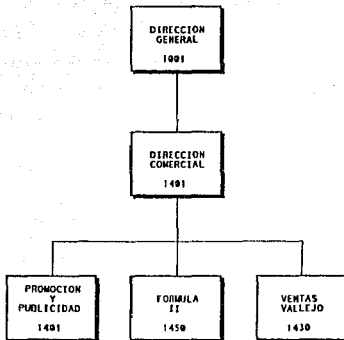 DIRECCION
GENERAL
1001
DIRECCION
COMERCIAL
1401
PROMOCION
Y
PUBLICIDAD
1401
FORMULA
II
1450
VENTAS
VALLEJO
1430